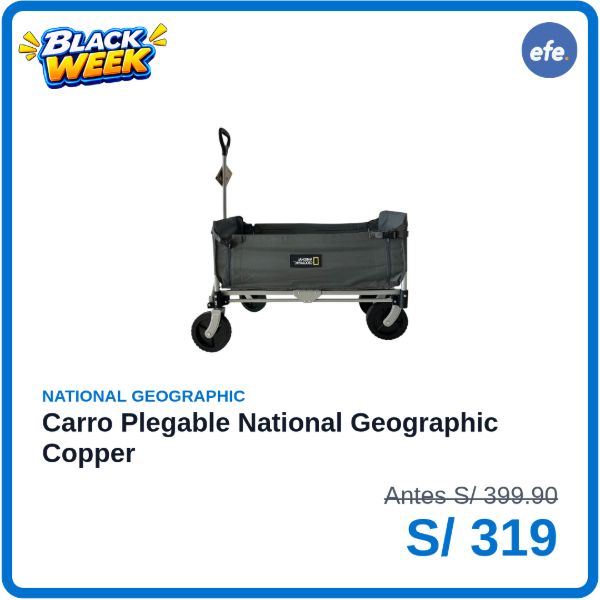 BLACK
WEEK
efe.
NATIONAL GEOGRAPHIC
Carro Plegable National Geographic
Copper
Antes S/ 399.90
S/ 319